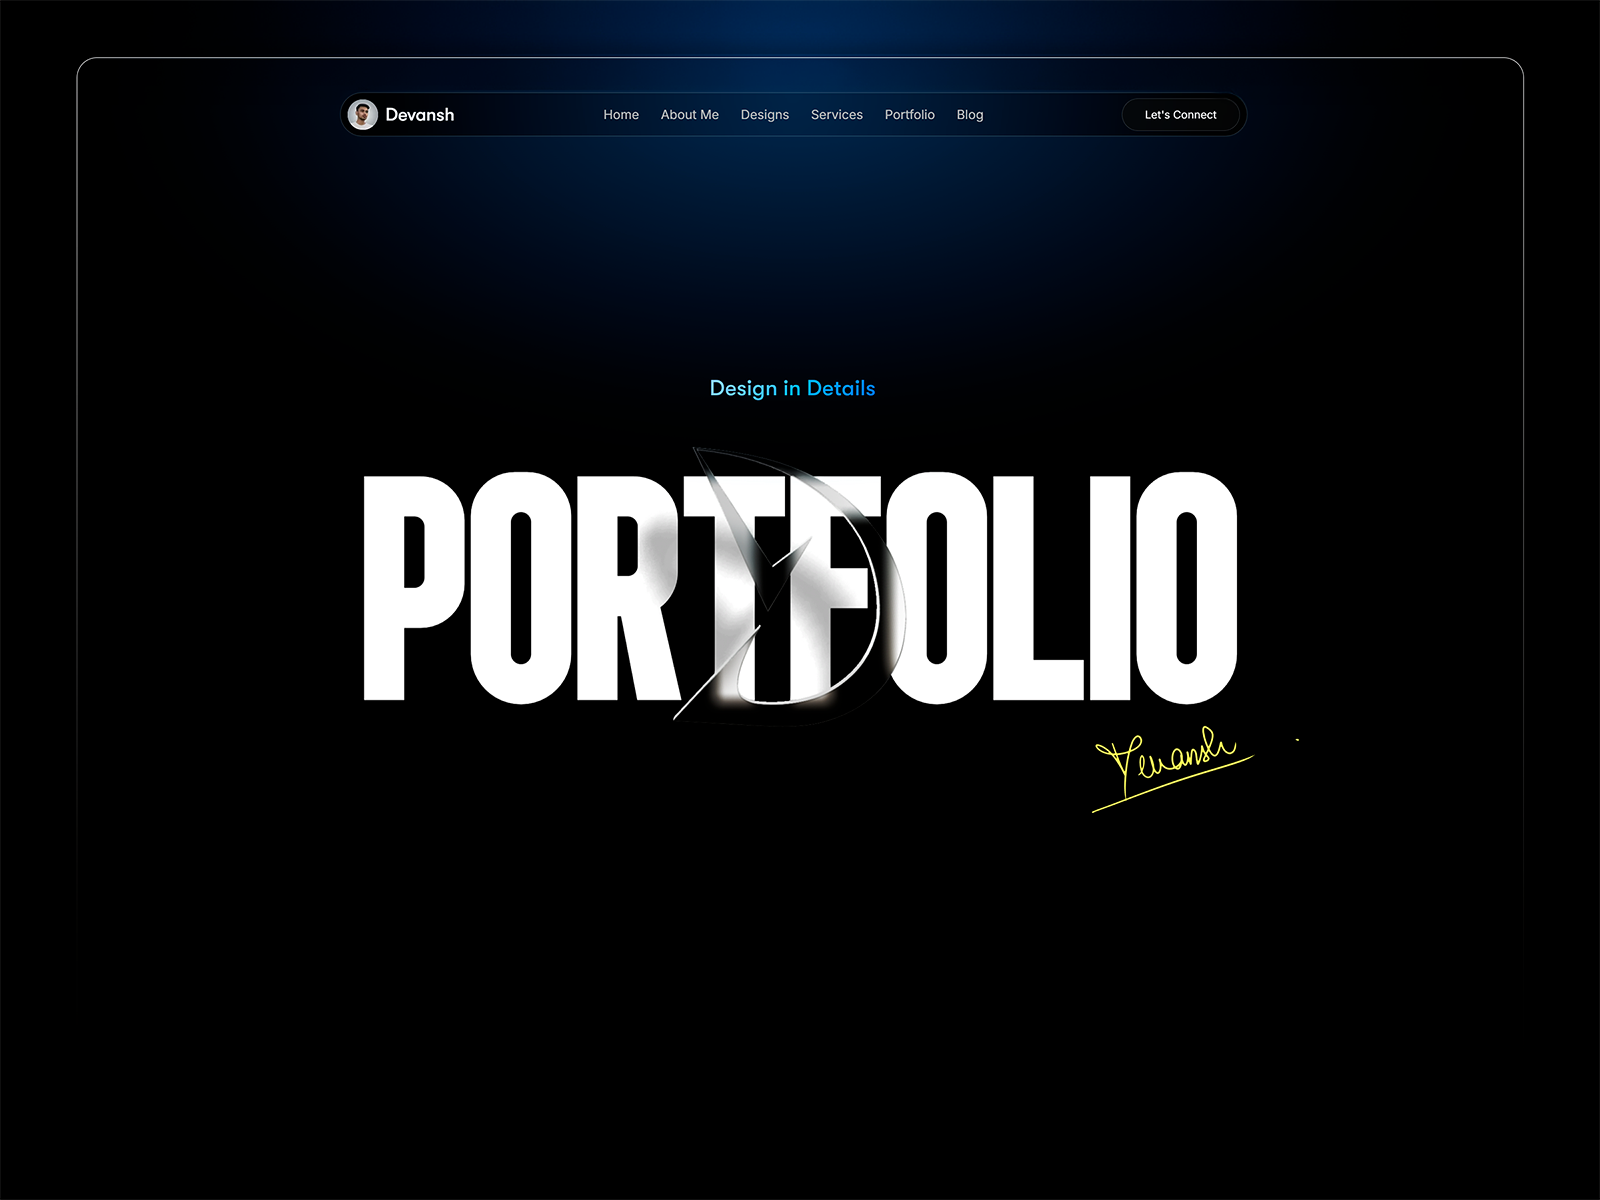 Devansh
Home About Me Designs Services Portfolio Blog
Let's Connect
Design in Details
PORTFOLIO
Devansh